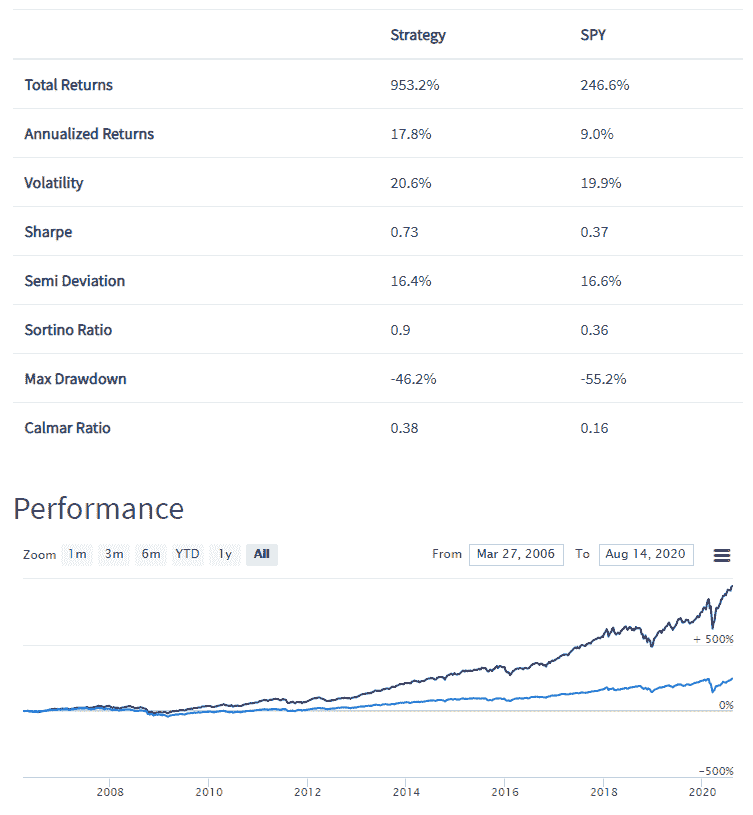 Strategy SPY
Total Returns 953.2% 246.6%
Annualized Returns 17.8% 9.0%
Volatility 20.6% 19.9%
Sharpe 0.73 0.37
Semi Deviation 16.4% 16.6%
Sortino Ratio 0.9 0.36
Max Drawdown -46.2% -55.2%
Calmar Ratio 0.38 0.16
Performance
Zoom 1m 3m 6m YTD 1y All From Mar 27, 2006 To Aug 14, 2020
+ 500%
0%
-500%
2008 2010 2012 2014 2016 2018 2020